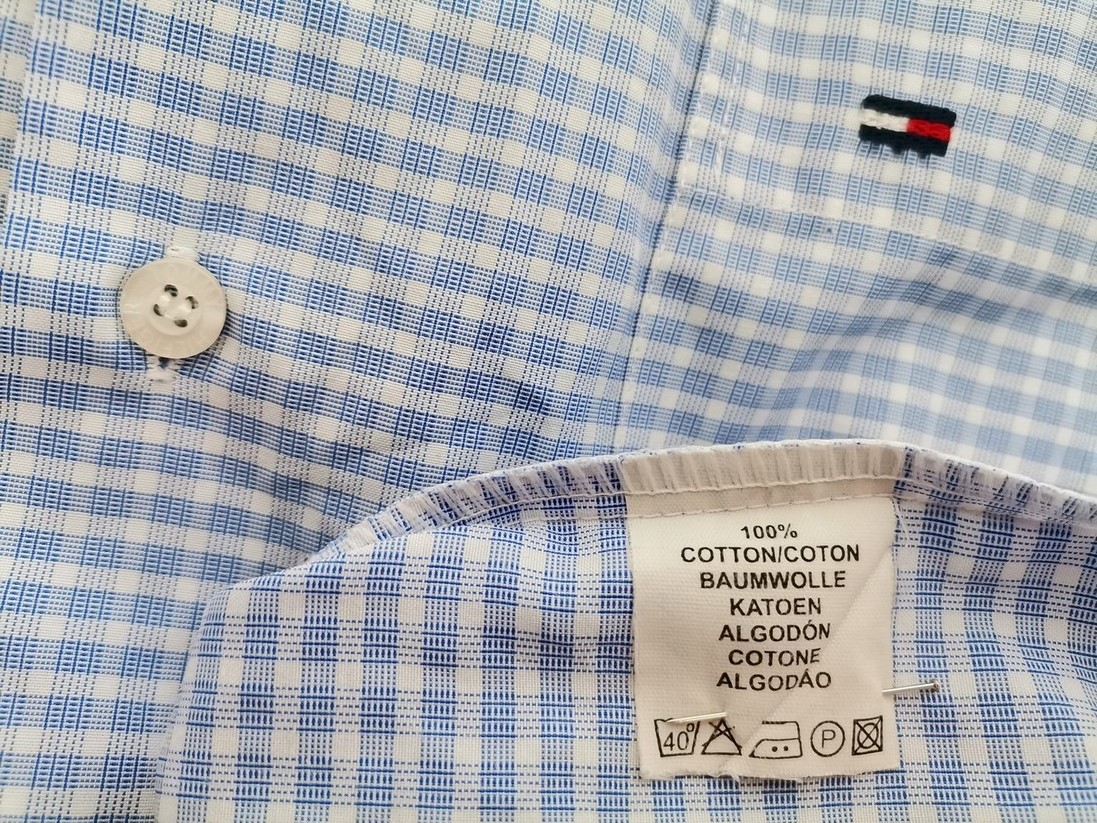 100%
COTTON/COTON
BAUMWOLLE
KATOEN
ALGODÓN
COTONE
ALGODÁO
40°
P